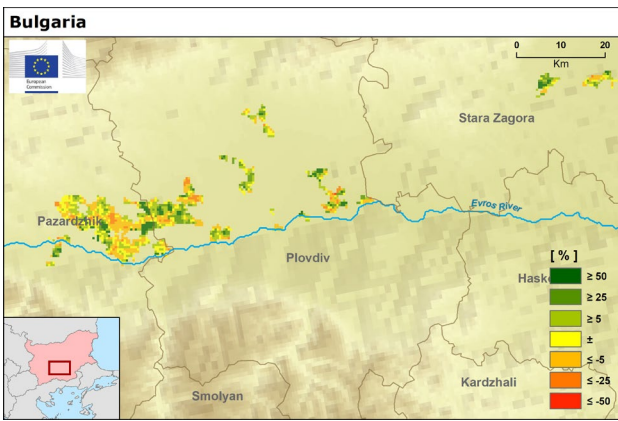 Bulgaria
European
Commission
0 10 20
Km
Stara Zagora
Pazardzhik
Evros River
Plovdiv
[ % ]
Hask
≥ 50
≥ 25
≥ 5
±
≤ -5
≤ -25
≤ -50
Smolyan
Kardzhali